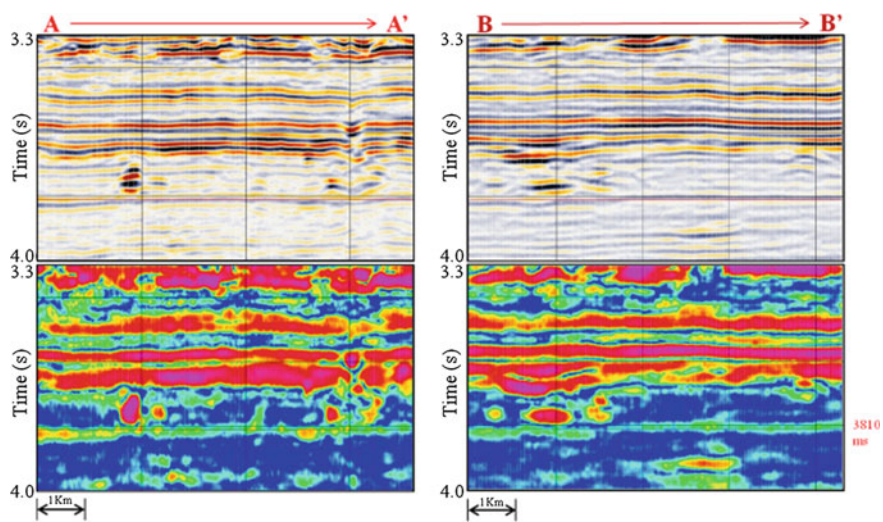 A A’ B B’
3.3 3.3
Time (s) Time (s)
4.0 4.0
3.3 3.3
Time (s) Time (s)
3810
ms
4.0 4.0
1Km 1Km